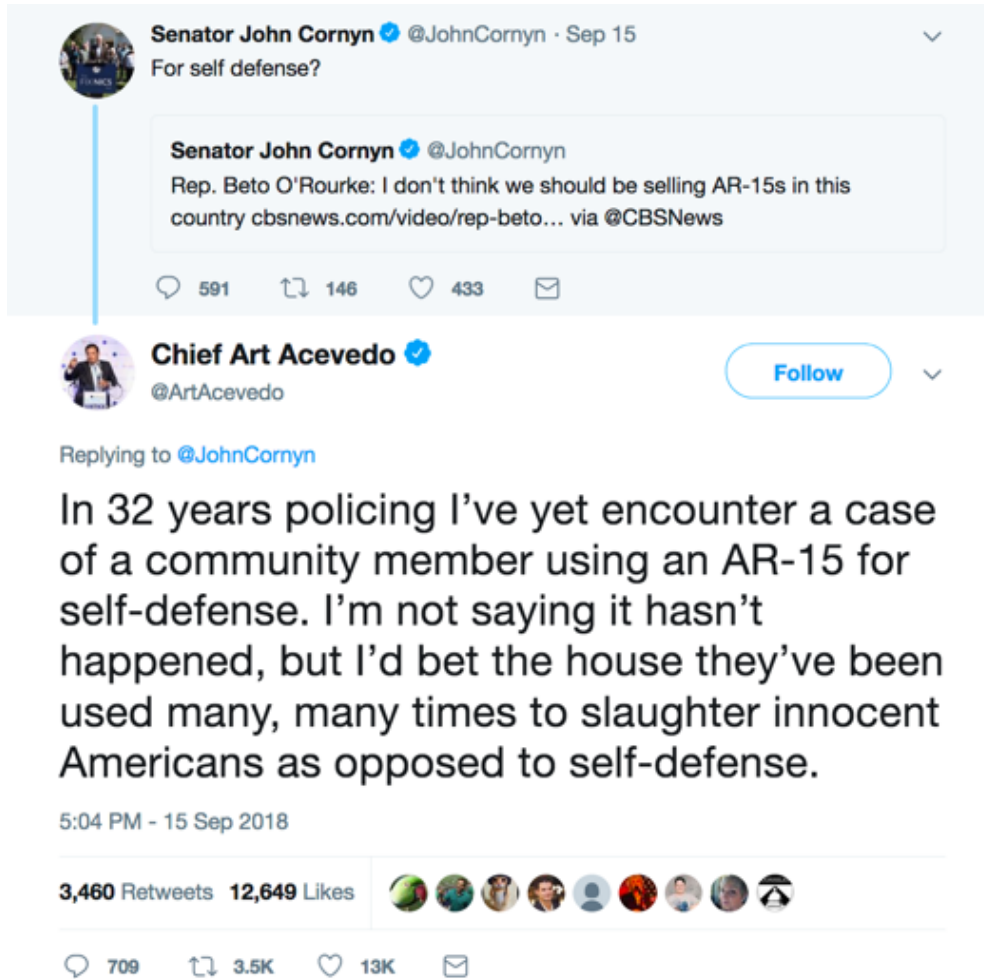 Senator John Cornyn @JohnCornyn · Sep 15
For self defense?
Senator John Cornyn @JohnCornyn
Rep. Beto O'Rourke: I don't think we should be selling AR-15s in this
country cbsnews.com/video/rep-beto... via @CBSNews
591 146 433
Chief Art Acevedo
@ArtAcevedo
Follow
Replying to @JohnCornyn
In 32 years policing I've yet encounter a case
of a community member using an AR-15 for
self-defense. I'm not saying it hasn't
happened, but I'd bet the house they've been
used many, many times to slaughter innocent
Americans as opposed to self-defense.
5:04 PM - 15 Sep 2018
3,460 Retweets 12,649 Likes
709 3.5K 13K